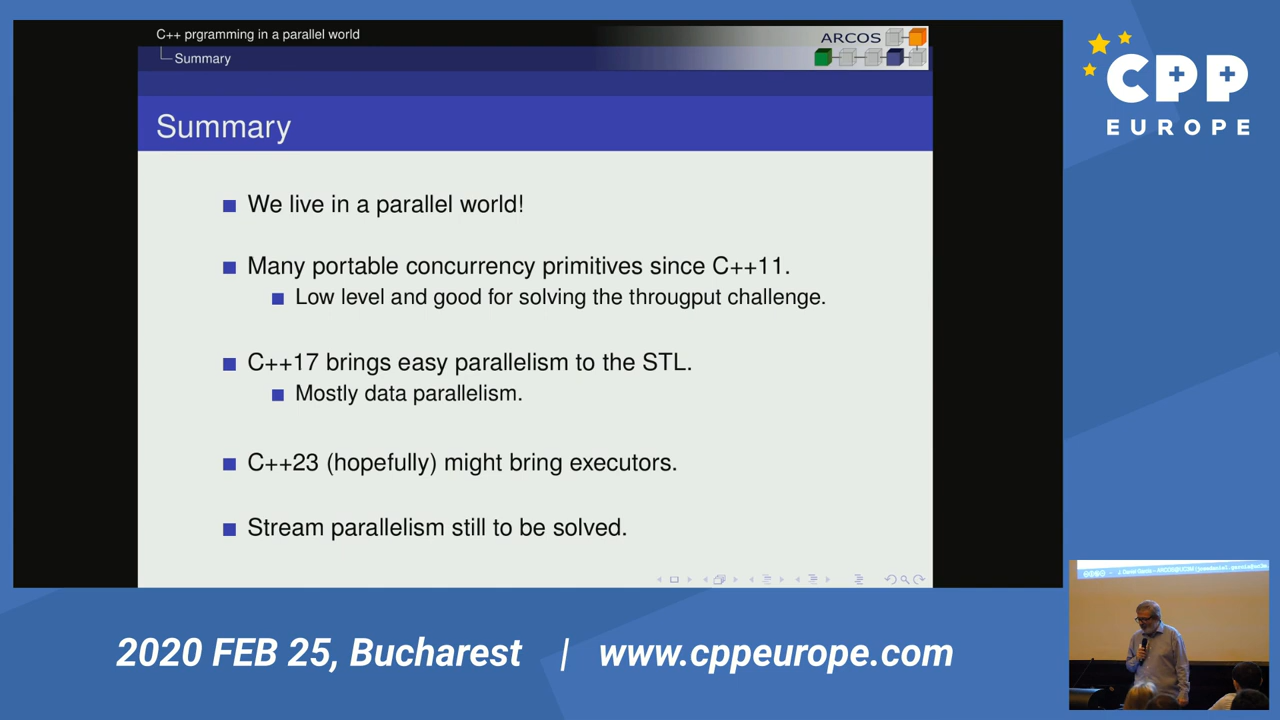 C++ prgramming in a parallel world
Summary
ARCOS
Summary
We live in a parallel world!
Many portable concurrency primitives since C++11.
Low level and good for solving the througput challenge.
C++17 brings easy parallelism to the STL.
Mostly data parallelism.
C++23 (hopefully) might bring executors.
Stream parallelism still to be solved.
CPP
EUROPE
2020 FEB 25, Bucharest | www.cppeurope.com